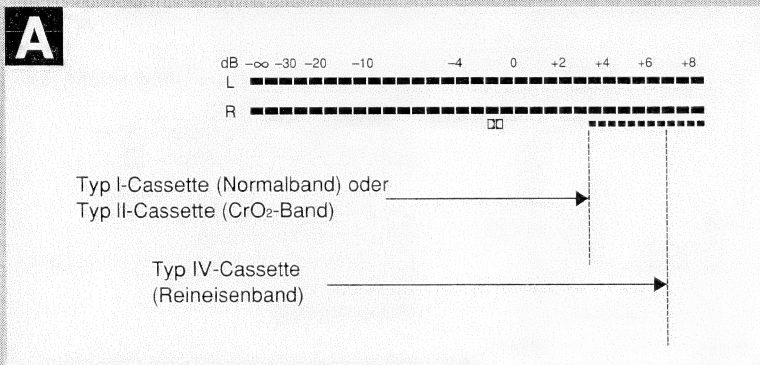 A
dB −∞ −30 −20 −10 −4 0 +2 +4 +6 +8
L
R
Typ I-Cassette (Normalband) oder
Typ II-Cassette (CrO₂-Band)
Typ IV-Cassette
(Reineisenband)